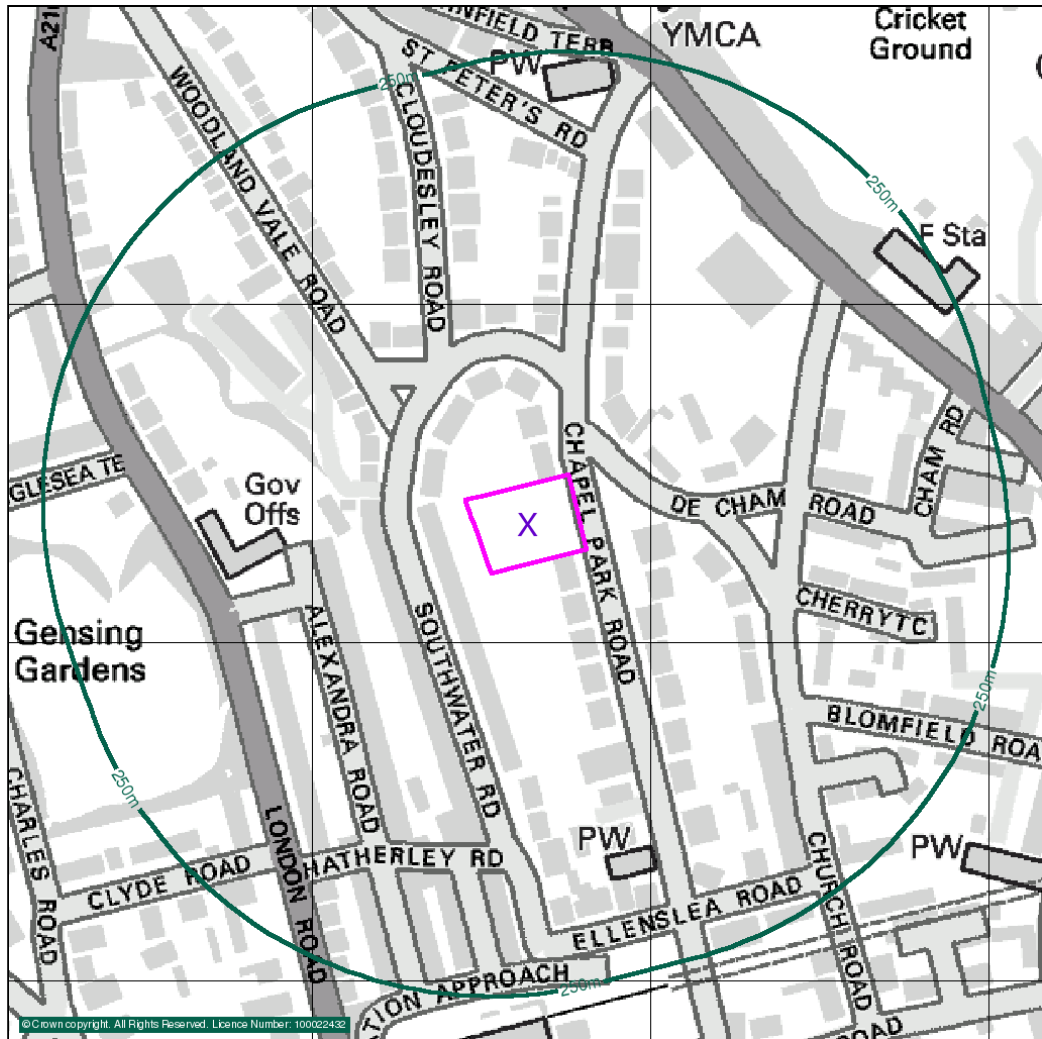 A21
NFIELD TERR
YMCA
Cricket
Ground
PW
ST PETER'S RD
250m
CLOUDESLEY ROAD
WOODLAND VALE ROAD
250m
F Sta
CHAPEL PARK ROAD
CHAM RD
DE CHAM ROAD
GLESEA TE
Gov
Offs
X
SOUTHWATER RD
ALEXANDRA ROAD
CHERRYTC
Gensing
Gardens
250m
BLOMFIELD ROA
250m
CHARLES ROAD
LONDON ROAD
HATHERLEY RD
CLYDE ROAD
PW
PW
CHURCH ROAD
ELLENSLEA ROAD
TION APPROACH
250m
ROAD
© Crown copyright. All Rights Reserved. Licence Number: 100022432